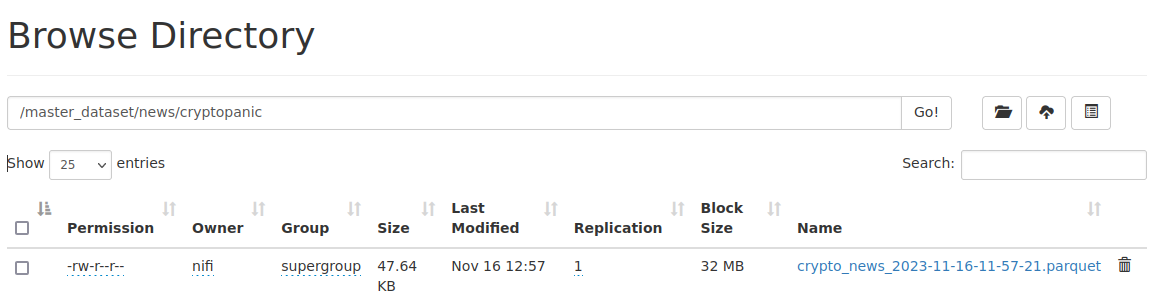 Browse Directory
/master_dataset/news/cryptopanic Go!
Show 25 entries Search:
Permission Owner Group Size Last Modified Replication Block Size Name
-rw-r--r-- nifi supergroup 47.64 KB Nov 16 12:57 1 32 MB crypto_news_2023-11-16-11-57-21.parquet